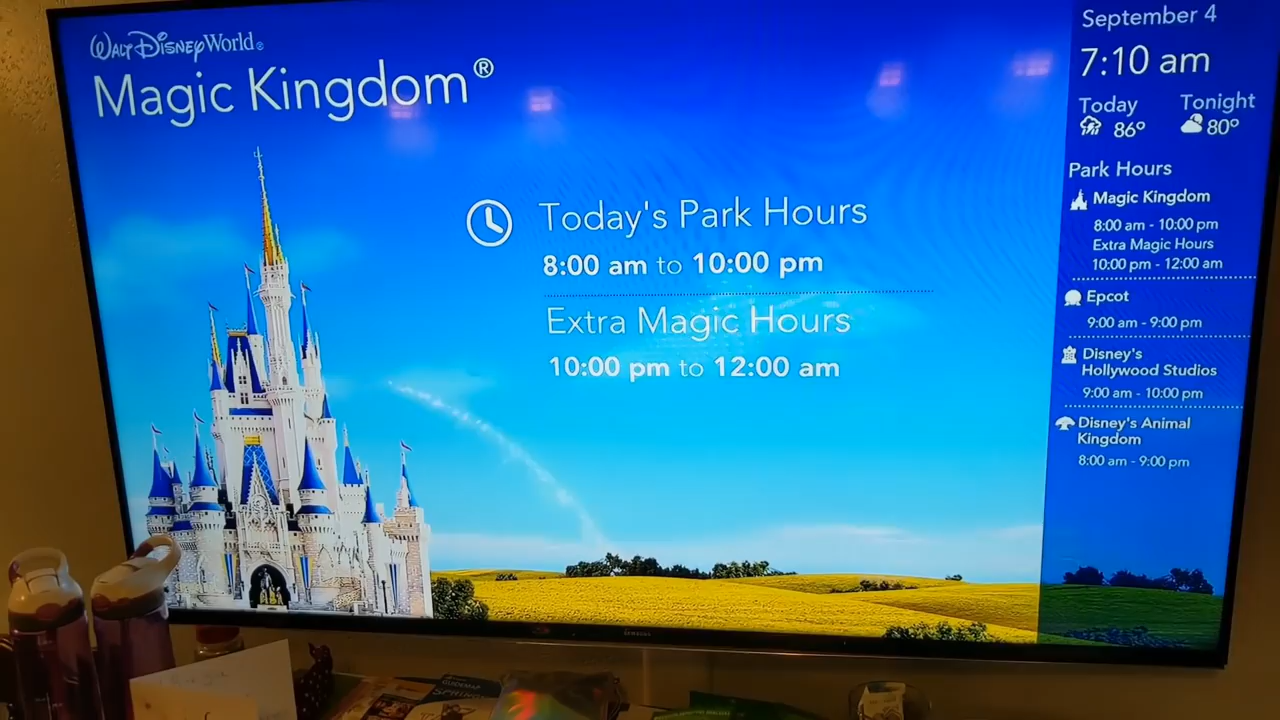 WALT DISNEY World®
Magic Kingdom®
Today's Park Hours
8:00 am to 10:00 pm
Extra Magic Hours
10:00 pm to 12:00 am
September 4
7:10 am
Today
86°
Tonight
80°
Park Hours
Magic Kingdom
8:00 am - 10:00 pm
Extra Magic Hours
10:00 pm - 12:00 am
Epcot
9:00 am - 9:00 pm
Disney's
Hollywood Studios
9:00 am - 10:00 pm
Disney's Animal
Kingdom
8:00 am - 9:00 pm
SAMSUNG
GUIDEMAP